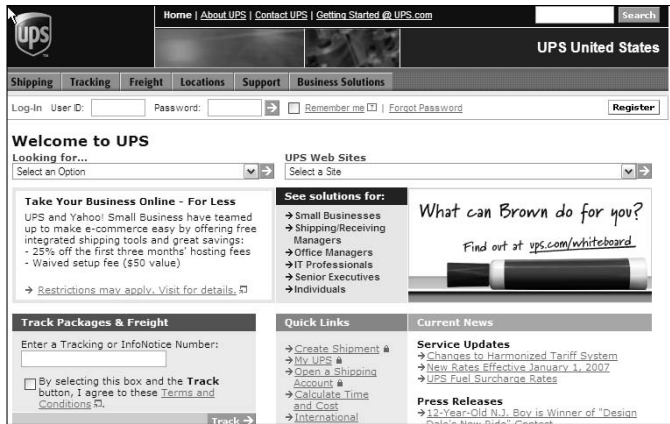 Home | About UPS | Contact UPS | Getting Started @ UPS.com
Search
ups
UPS United States
Shipping Tracking Freight Locations Support Business Solutions
Log-In User ID: Password: Remember me ? | Forgot Password
Register
Welcome to UPS
Looking for...
Select an Option
UPS Web Sites
Select a Site
Take Your Business Online - For Less
UPS and Yahoo! Small Business have teamed
up to make e-commerce easy by offering free
integrated shipping tools and great savings:
- 25% off the first three months' hosting fees
- Waived setup fee ($50 value)
→ Restrictions may apply. Visit for details.
See solutions for:
→ Small Businesses
→ Shipping/Receiving
Managers
→ Office Managers
→ IT Professionals
→ Senior Executives
→ Individuals
What can Brown do for you?
Find out at ups.com/whiteboard
Track Packages & Freight
Enter a Tracking or InfoNotice Number:
By selecting this box and the Track
button, I agree to these Terms and
Conditions.
Track →
Quick Links
→ Create Shipment
→ My UPS
→ Open a Shipping
Account
→ Calculate Time
and Cost
→ International
Current News
Service Updates
→ Changes to Harmonized Tariff System
→ New Rates Effective January 1, 2007
→ UPS Fuel Surcharge Rates
Press Releases
→ 12-Year-Old N.J. Boy is Winner of "Design
Dale's New Ride" Contest